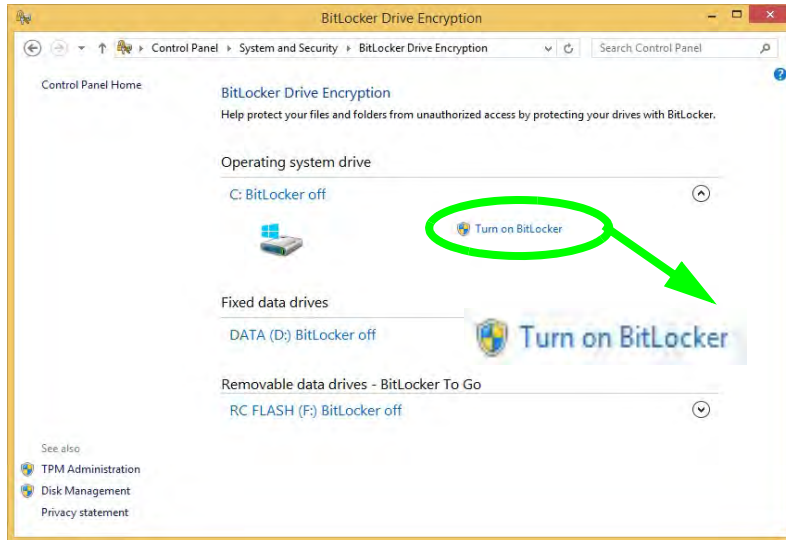 BitLocker Drive Encryption
Control Panel System and Security BitLocker Drive Encryption Search Control Panel
Control Panel Home
BitLocker Drive Encryption
Help protect your files and folders from unauthorized access by protecting your drives with BitLocker.
Operating system drive
C: BitLocker off
Turn on BitLocker
Fixed data drives
DATA (D:) BitLocker off
Turn on BitLocker
Removable data drives - BitLocker To Go
RC FLASH (F:) BitLocker off
See also
TPM Administration
Disk Management
Privacy statement